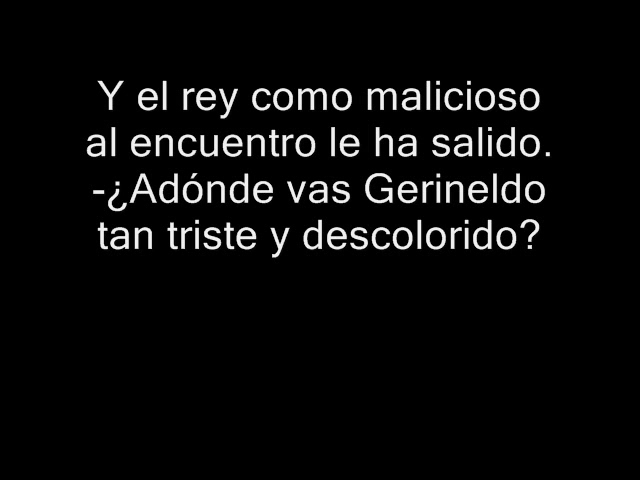 Y el rey como malicioso
al encuentro le ha salido.
-¿Adónde vas Gerineldo
tan triste y descolorido?